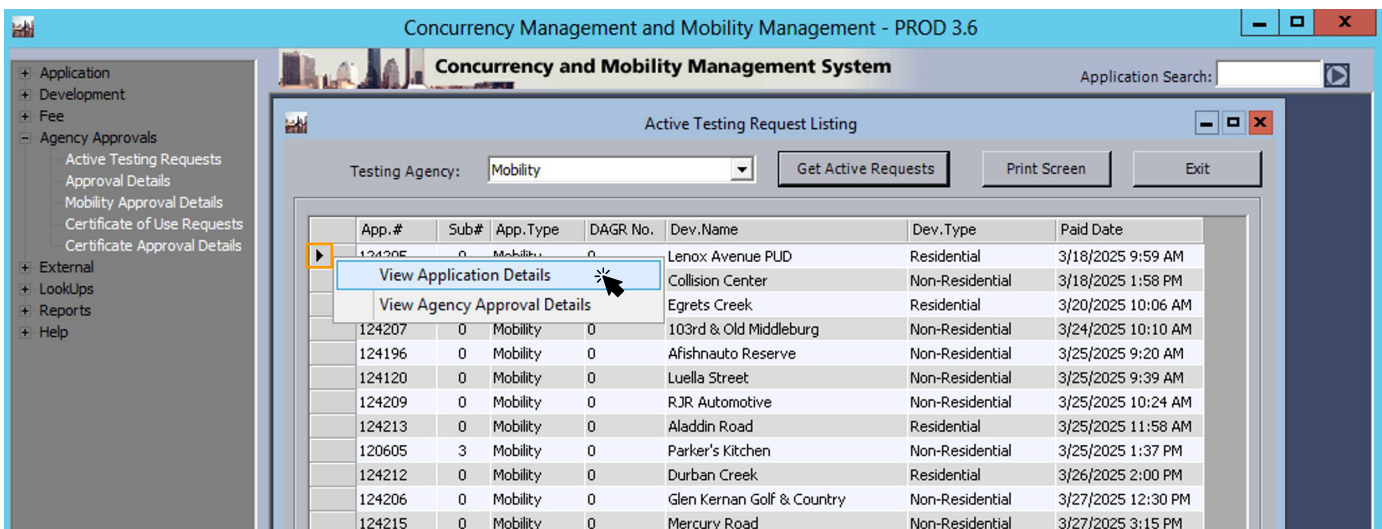 Concurrency Management and Mobility Management - PROD 3.6
Concurrency and Mobility Management System
Application Search:
Application
Development
Fee
Agency Approvals
Active Testing Requests
Approval Details
Mobility Approval Details
Certificate of Use Requests
Certificate Approval Details
External
LookUps
Reports
Help
Active Testing Request Listing
Testing Agency: Mobility Get Active Requests Print Screen Exit
App.# Sub# App.Type DAGR No. Dev.Name Dev.Type Paid Date
124205 0 Mobility 0 Lenox Avenue PUD Residential 3/18/2025 9:59 AM
View Application Details
Collision Center Non-Residential 3/18/2025 1:58 PM
View Agency Approval Details
Egrets Creek Residential 3/20/2025 10:06 AM
124207 0 Mobility 0 103rd & Old Middleburg Non-Residential 3/24/2025 10:10 AM
124196 0 Mobility 0 Afishnauto Reserve Non-Residential 3/25/2025 9:20 AM
124120 0 Mobility 0 Luella Street Non-Residential 3/25/2025 9:39 AM
124209 0 Mobility 0 RJR Automotive Non-Residential 3/25/2025 10:24 AM
124213 0 Mobility 0 Aladdin Road Residential 3/25/2025 11:58 AM
120605 3 Mobility 0 Parker's Kitchen Non-Residential 3/25/2025 1:37 PM
124212 0 Mobility 0 Durban Creek Residential 3/26/2025 2:00 PM
124206 0 Mobility 0 Glen Kernan Golf & Country Non-Residential 3/27/2025 12:30 PM
124215 0 Mobility 0 Mercury Road Non-Residential 3/27/2025 3:15 PM